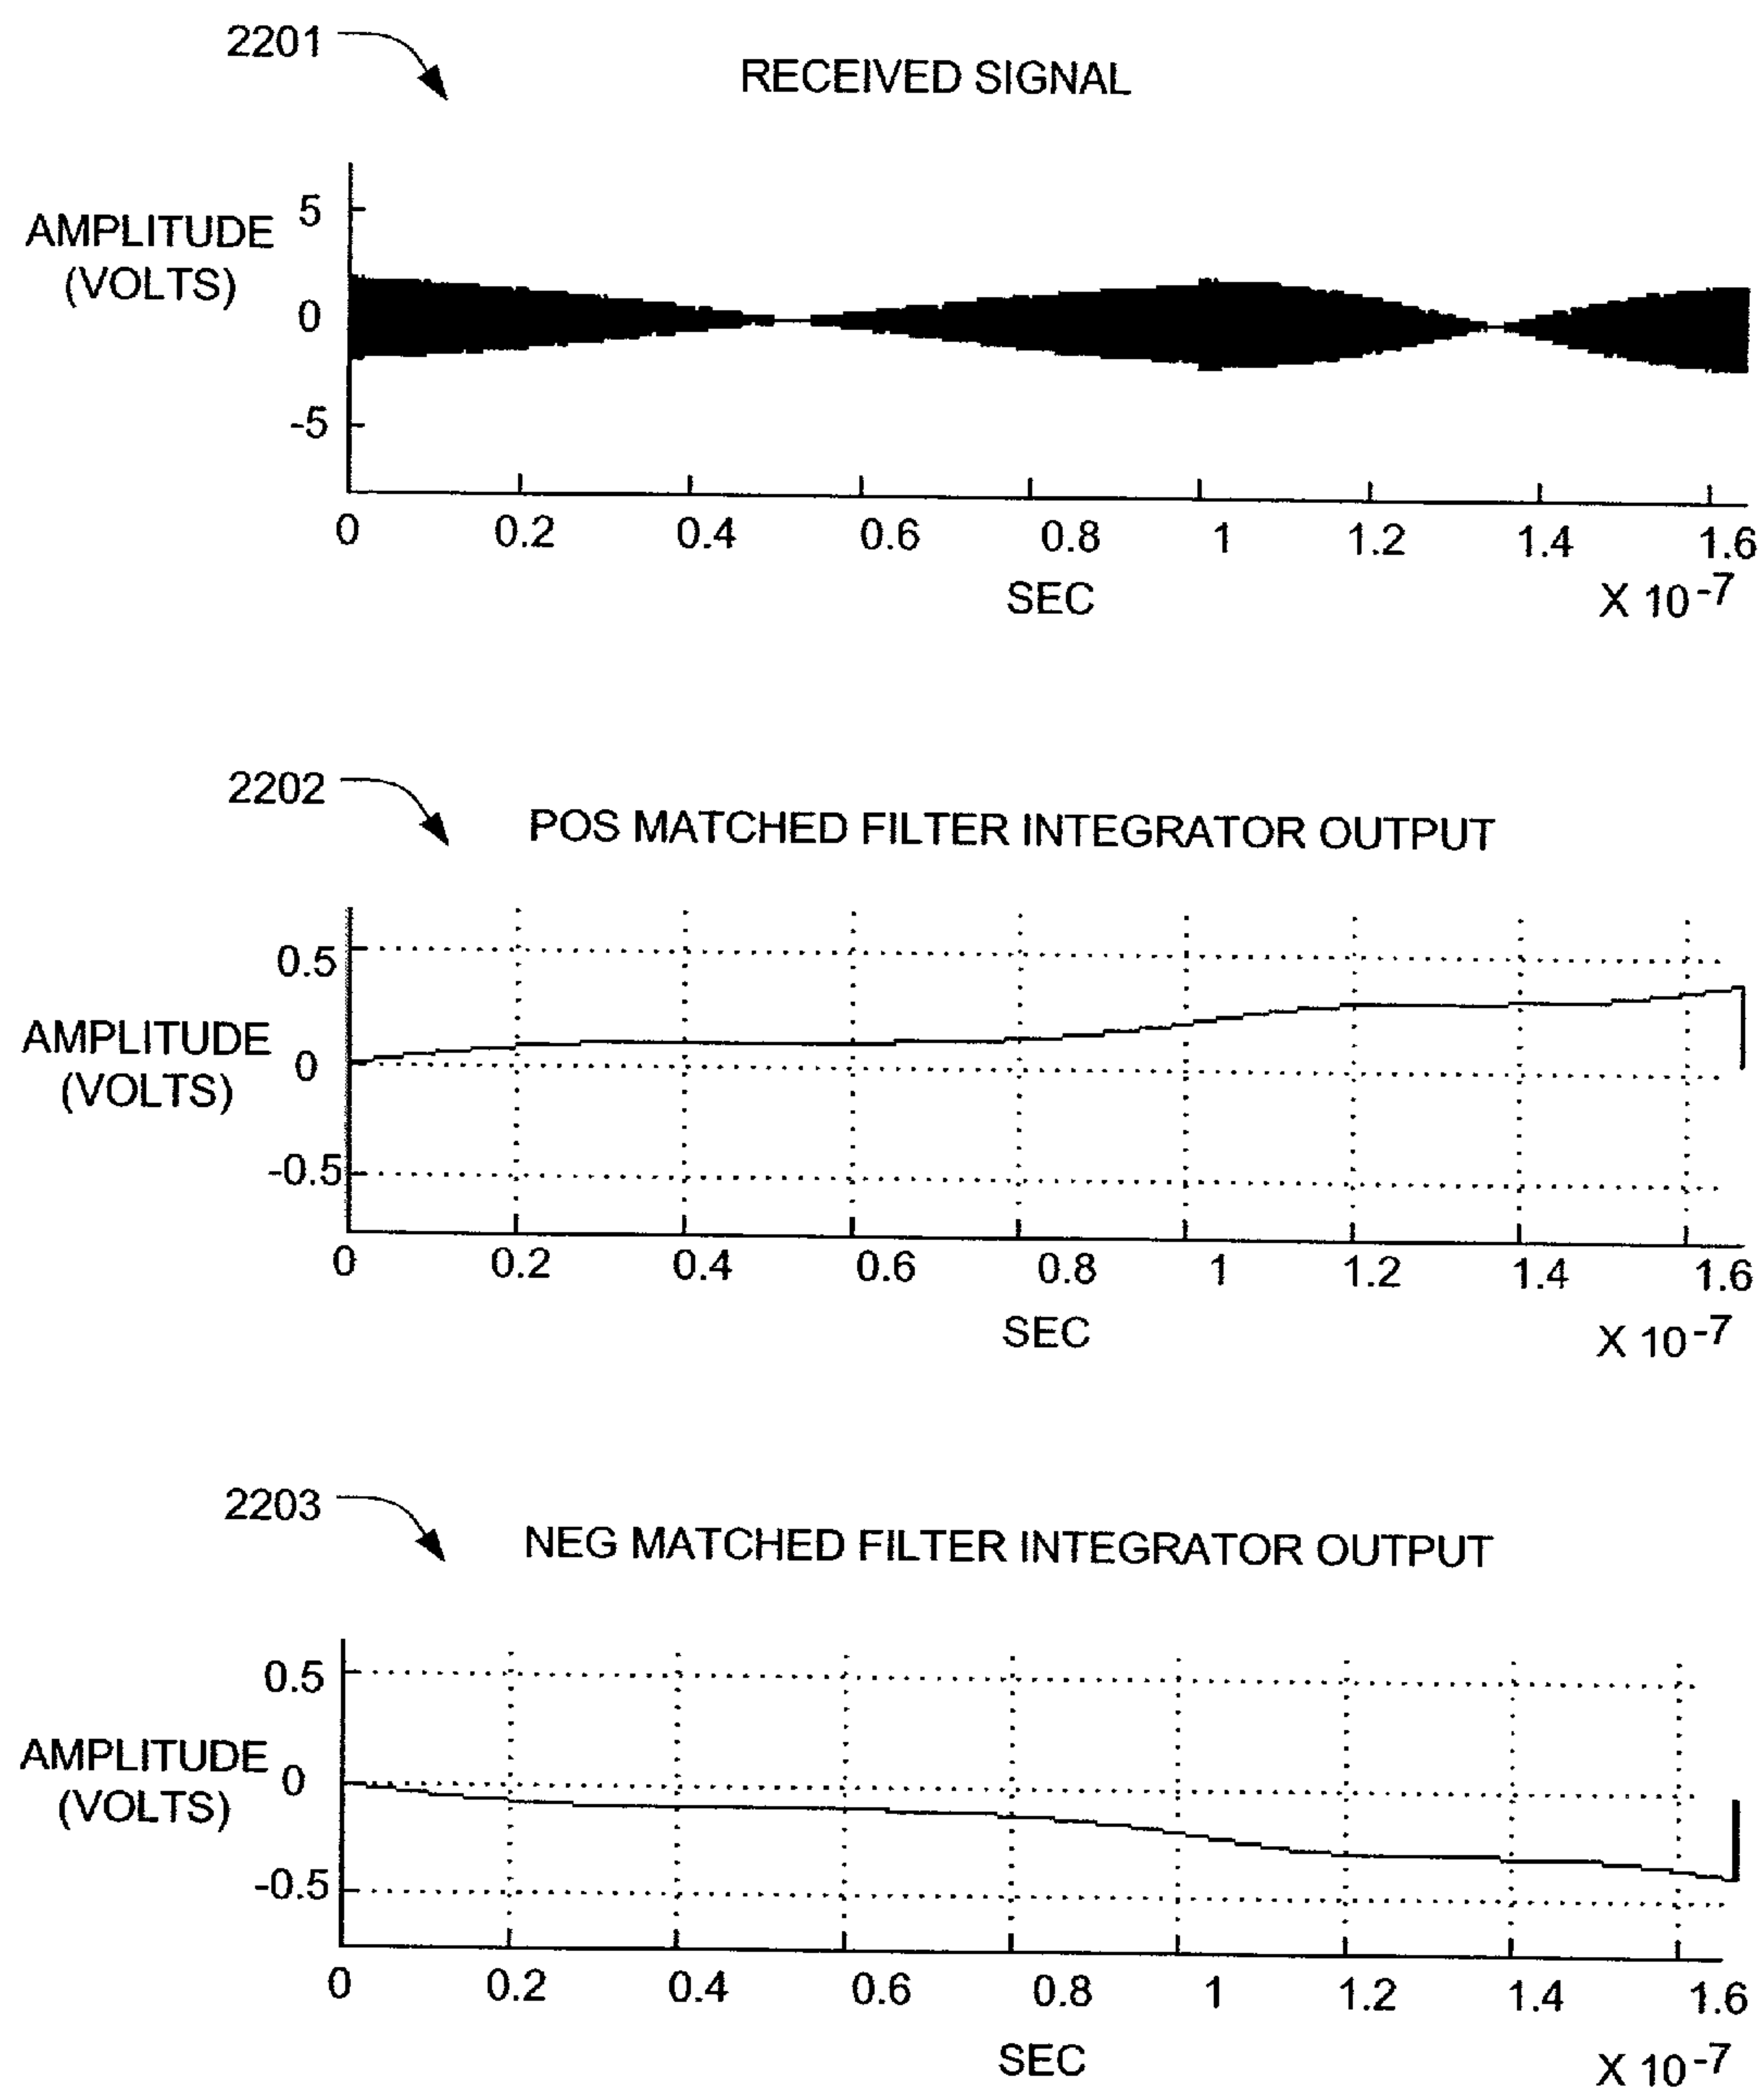 2201
RECEIVED SIGNAL
AMPLITUDE
(VOLTS)
5
0
-5
0 0.2 0.4 0.6 0.8 1 1.2 1.4 1.6
SEC
X 10-7
2202
POS MATCHED FILTER INTEGRATOR OUTPUT
AMPLITUDE
(VOLTS)
0.5
0
-0.5
0 0.2 0.4 0.6 0.8 1 1.2 1.4 1.6
SEC
X 10-7
2203
NEG MATCHED FILTER INTEGRATOR OUTPUT
AMPLITUDE
(VOLTS)
0.5
0
-0.5
0 0.2 0.4 0.6 0.8 1 1.2 1.4 1.6
SEC
X 10-7